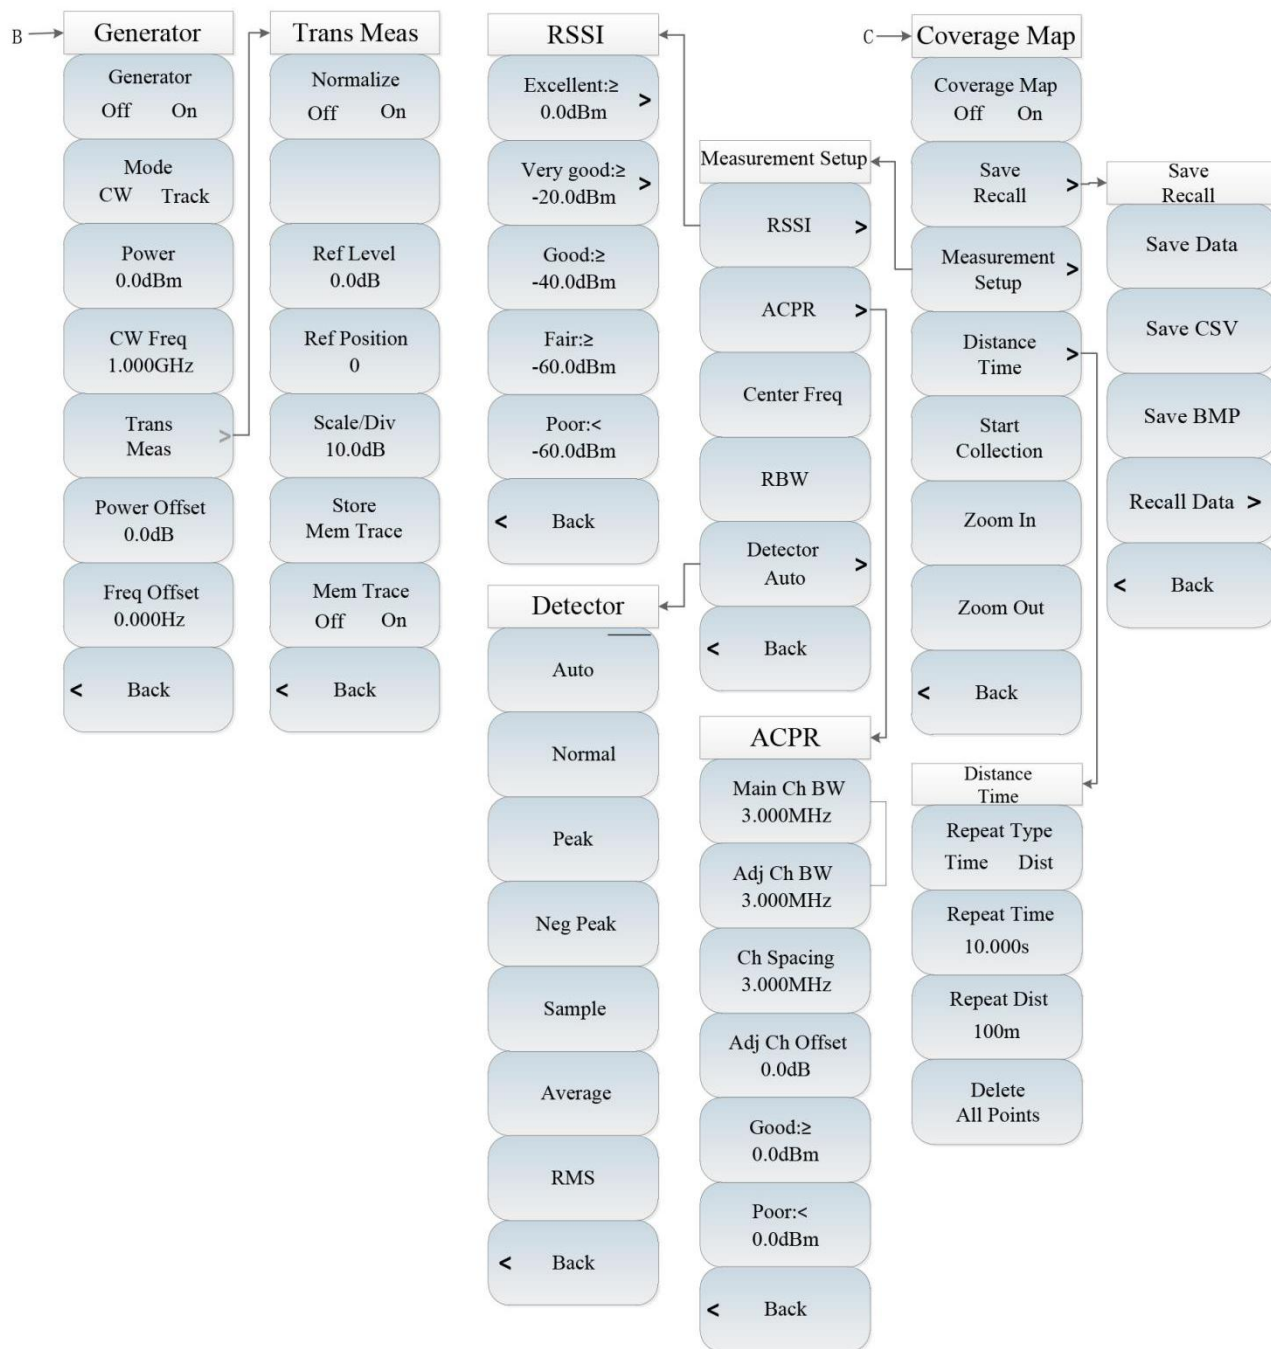 B
Generator
Generator
Off On
Mode
CW Track
Power
0.0dBm
CW Freq
1.000GHz
Trans
Meas
>
Power Offset
0.0dB
Freq Offset
0.000Hz
< Back
Trans Meas
Normalize
Off On
Ref Level
0.0dB
Ref Position
0
Scale/Div
10.0dB
Store
Mem Trace
Mem Trace
Off On
< Back
RSSI
Excellent:≥
0.0dBm
>
Very good:≥
-20.0dBm
>
Good:≥
-40.0dBm
Fair:≥
-60.0dBm
Poor:<
-60.0dBm
< Back
Detector
Auto
Normal
Peak
Neg Peak
Sample
Average
RMS
< Back
Measurement Setup
RSSI >
ACPR >
Center Freq
RBW
Detector
Auto
>
< Back
ACPR
Main Ch BW
3.000MHz
Adj Ch BW
3.000MHz
Ch Spacing
3.000MHz
Adj Ch Offset
0.0dB
Good:≥
0.0dBm
Poor:<
0.0dBm
< Back
C
Coverage Map
Coverage Map
Off On
Save
Recall
>
Measurement
Setup
>
Distance
Time
>
Start
Collection
Zoom In
Zoom Out
< Back
Distance
Time
Repeat Type
Time Dist
Repeat Time
10.000s
Repeat Dist
100m
Delete
All Points
Save
Recall
Save Data
Save CSV
Save BMP
Recall Data >
< Back